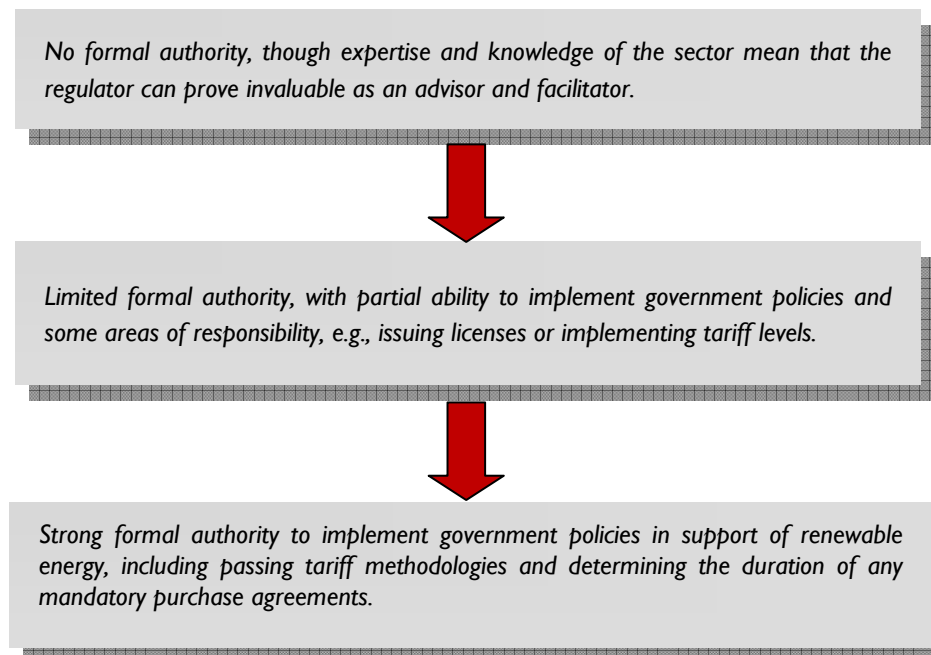 No formal authority, though expertise and knowledge of the sector mean that the
regulator can prove invaluable as an advisor and facilitator.
Limited formal authority, with partial ability to implement government policies and
some areas of responsibility, e.g., issuing licenses or implementing tariff levels.
Strong formal authority to implement government policies in support of renewable
energy, including passing tariff methodologies and determining the duration of any
mandatory purchase agreements.